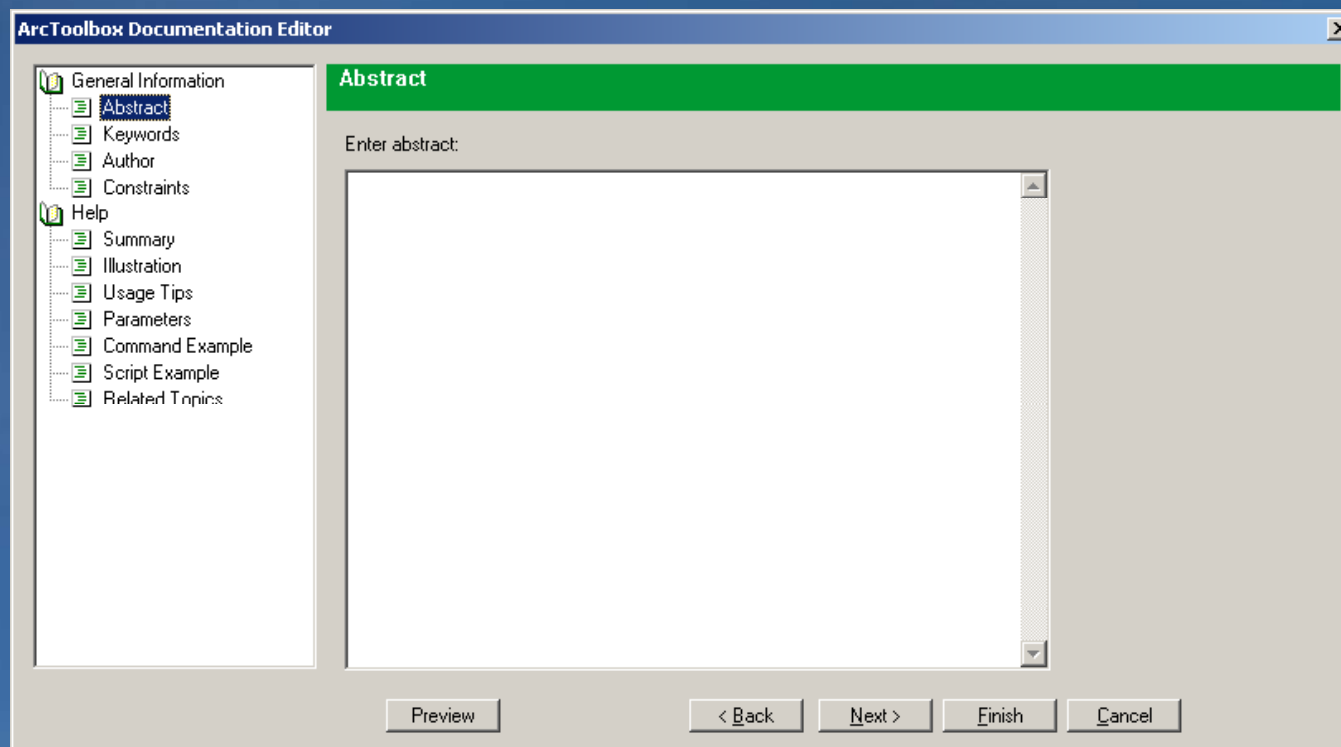 ArcToolbox Documentation Editor
General Information
Abstract
Keywords
Author
Constraints
Help
Summary
Illustration
Usage Tips
Parameters
Command Example
Script Example
Related Topics
Abstract
Enter abstract:
Preview
< Back
Next >
Finish
Cancel